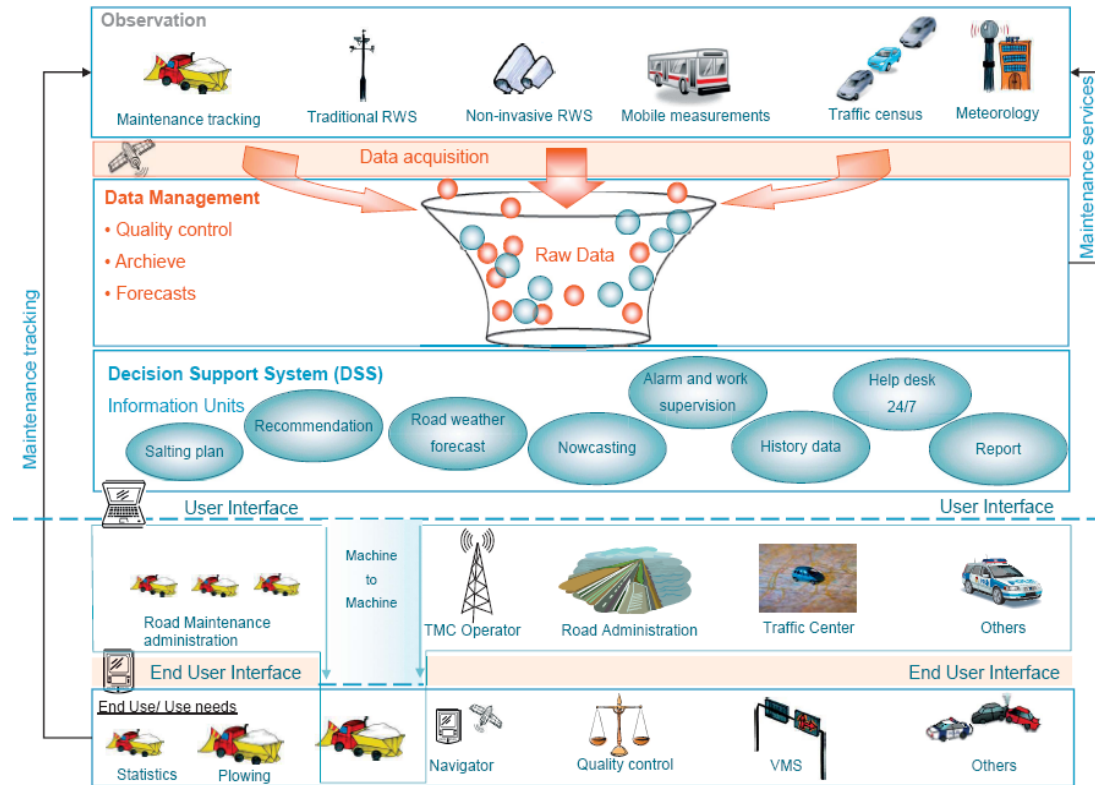 Observation
Maintenance tracking
Traditional RWS
Non-invasive RWS
Mobile measurements
Traffic census
Meteorology
Data acquisition
Data Management
• Quality control
• Archieve
• Forecasts
Raw Data
Maintenance tracking
Maintenance services
Decision Support System (DSS)
Information Units
Salting plan
Recommendation
Road weather
forecast
Nowcasting
Alarm and work
supervision
History data
Help desk
24/7
Report
User Interface
User Interface
Road Maintenance
administration
Machine
to
Machine
TMC Operator
Road Administration
Traffic Center
Others
End User Interface
End User Interface
End Use/ Use needs
Statistics
Plowing
Navigator
Quality control
VMS
Others